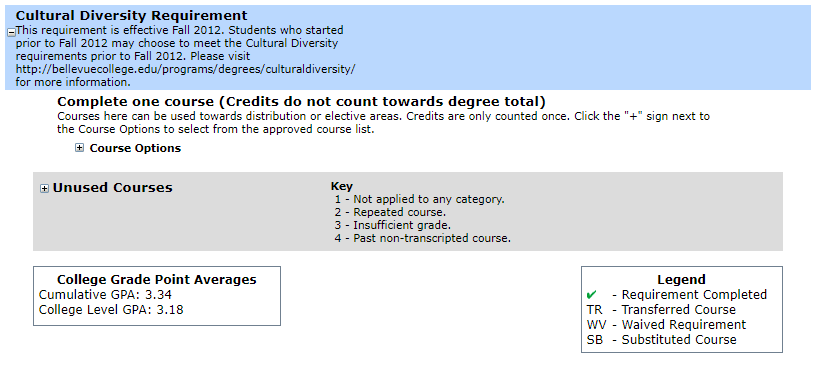 Cultural Diversity Requirement
This requirement is effective Fall 2012. Students who started
prior to Fall 2012 may choose to meet the Cultural Diversity
requirements prior to Fall 2012. Please visit
http://bellevuecollege.edu/programs/degrees/culturaldiversity/
for more information.
Complete one course (Credits do not count towards degree total)
Courses here can be used towards distribution or elective areas. Credits are only counted once. Click the "+" sign next to
the Course Options to select from the approved course list.
Course Options
Unused Courses
Key
1 - Not applied to any category.
2 - Repeated course.
3 - Insufficient grade.
4 - Past non-transcripted course.
College Grade Point Averages
Cumulative GPA: 3.34
College Level GPA: 3.18
Legend
✔ - Requirement Completed
TR - Transferred Course
WV - Waived Requirement
SB - Substituted Course